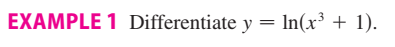 EXAMPLE 1 Differentiate y = ln(x³ + 1).